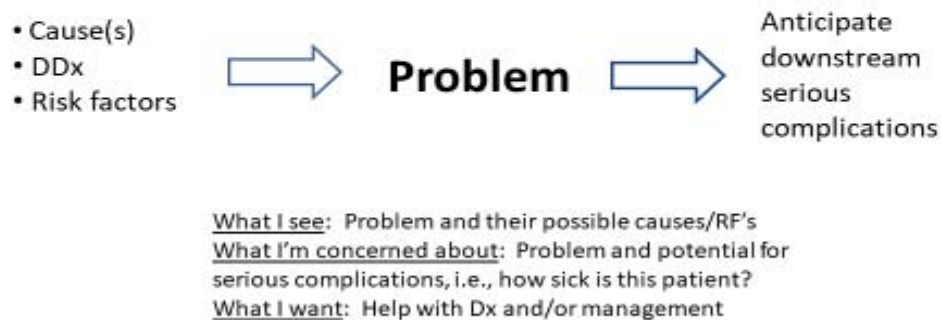 • Cause(s)
• DDx
• Risk factors
Problem
Anticipate
downstream
serious
complications
What I see: Problem and their possible causes/RF's
What I'm concerned about: Problem and potential for
serious complications, i.e., how sick is this patient?
What I want: Help with Dx and/or management